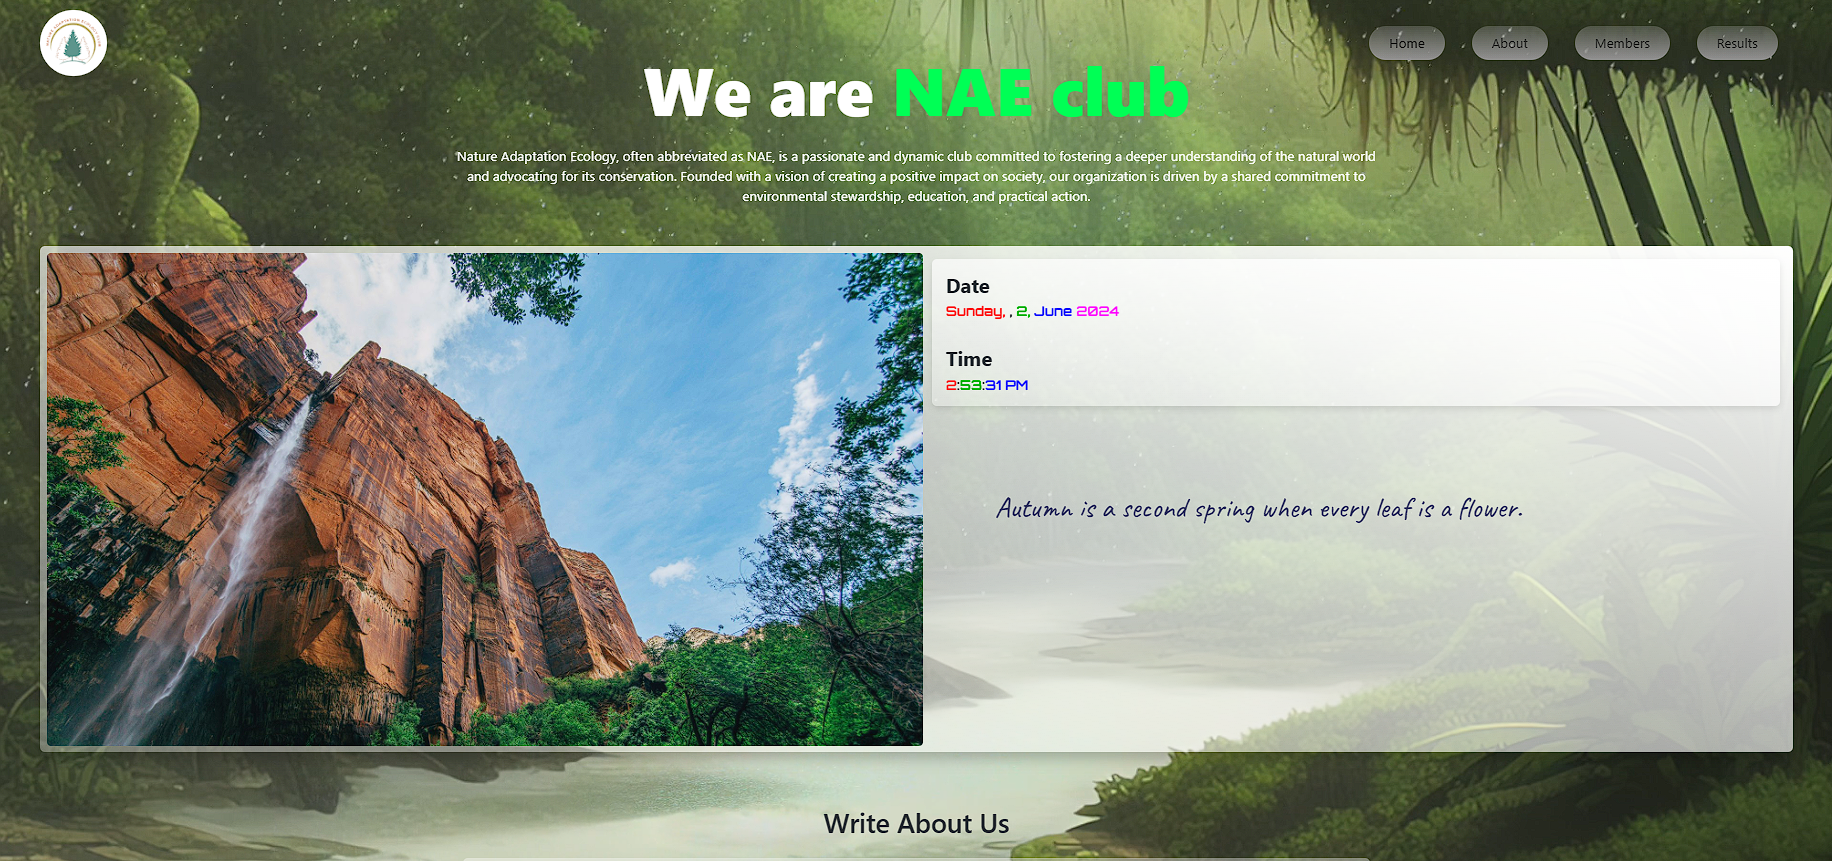 Home About Members Results
We are NAE club
Nature Adaptation Ecology, often abbreviated as NAE, is a passionate and dynamic club committed to fostering a deeper understanding of the natural world
and advocating for its conservation. Founded with a vision of creating a positive impact on society, our organization is driven by a shared commitment to
environmental stewardship, education, and practical action.
Date
Sunday, , 2, June 2024
Time
2:53:31 PM
Autumn is a second spring when every leaf is a flower.
Write About Us